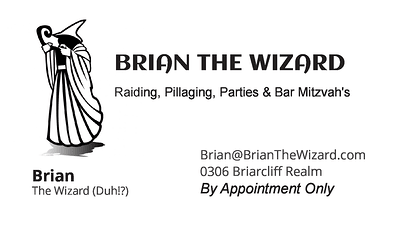 BRIAN THE WIZARD
Raiding, Pillaging, Parties & Bar Mitzvah's
Brian@BrianTheWizard.com
0306 Briarcliff Realm
By Appointment Only
Brian
The Wizard (Duh!?)